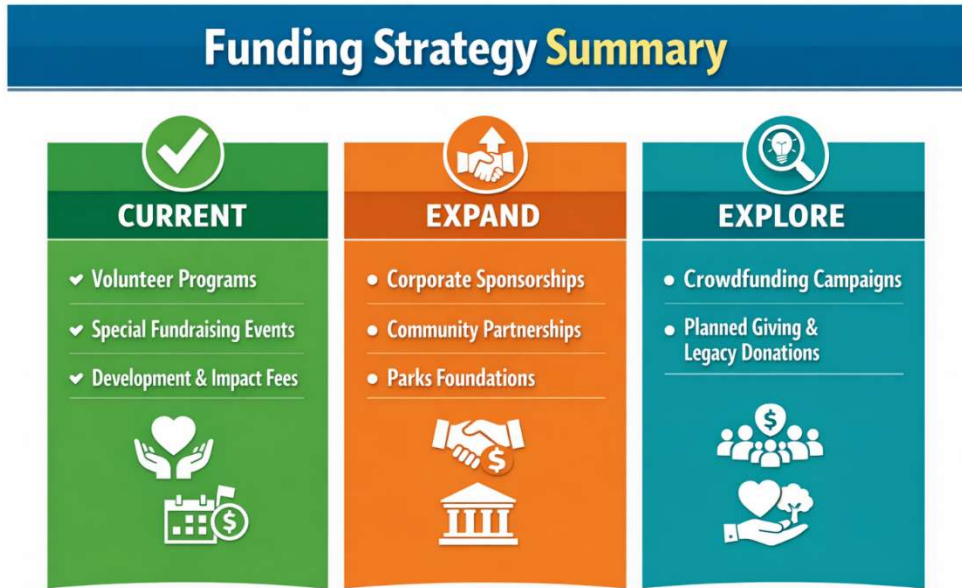 Funding Strategy Summary
CURRENT
Volunteer Programs
Special Fundraising Events
Development & Impact Fees
$
EXPAND
Corporate Sponsorships
Community Partnerships
Parks Foundations
$
EXPLORE
Crowdfunding Campaigns
Planned Giving &
Legacy Donations
$